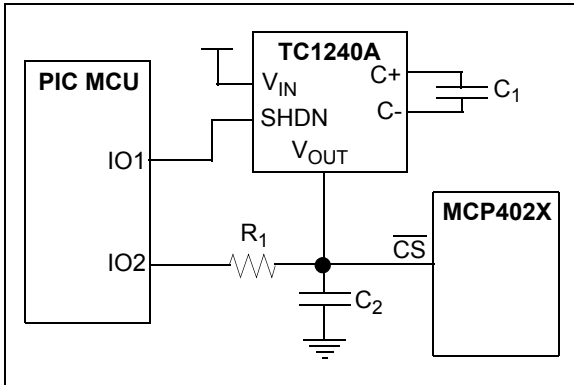 TC1240A
PIC MCU
VIN
C+
C1
SHDN
C-
VOUT
IO1
MCP402X
R1
CS
IO2
C2